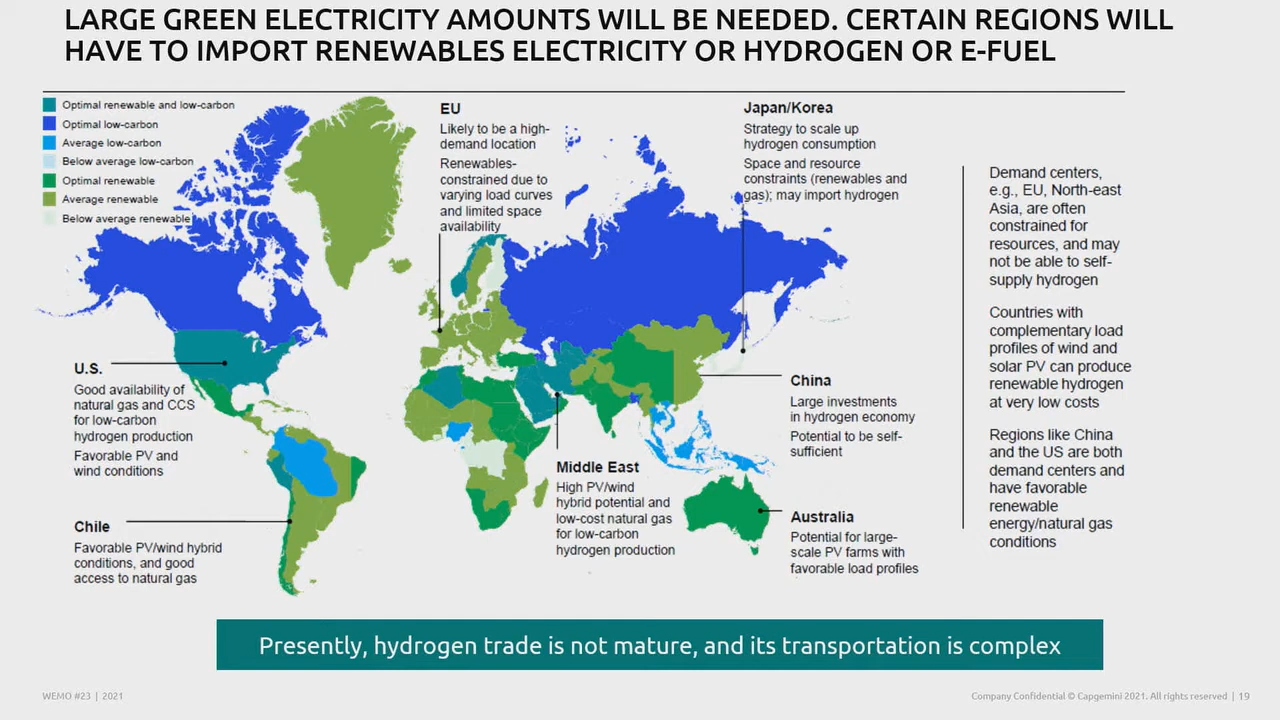 LARGE GREEN ELECTRICITY AMOUNTS WILL BE NEEDED. CERTAIN REGIONS WILL
HAVE TO IMPORT RENEWABLES ELECTRICITY OR HYDROGEN OR E-FUEL
Optimal renewable and low-carbon
Optimal low-carbon
Average low-carbon
Below average low-carbon
Optimal renewable
Average renewable
Below average renewable
EU
Likely to be a high-
demand location
Renewables-
constrained due to
varying load curves
and limited space
availability
Japan/Korea
Strategy to scale up
hydrogen consumption
Space and resource
constraints (renewables and
gas); may import hydrogen
U.S.
Good availability of
natural gas and CCS
for low-carbon
hydrogen production
Favorable PV and
wind conditions
Chile
Favorable PV/wind hybrid
conditions, and good
access to natural gas
Middle East
High PV/wind
hybrid potential and
low-cost natural gas
for low-carbon
hydrogen production
China
Large investments
in hydrogen economy
Potential to be self-
sufficient
Australia
Potential for large-
scale PV farms with
favorable load profiles
Demand centers,
e.g., EU, North-east
Asia, are often
constrained for
resources, and may
not be able to self-
supply hydrogen
Countries with
complementary load
profiles of wind and
solar PV can produce
renewable hydrogen
at very low costs
Regions like China
and the US are both
demand centers and
have favorable
renewable
energy/natural gas
conditions
Presently, hydrogen trade is not mature, and its transportation is complex
WEMO #23 | 2021
Company Confidential © Capgemini 2021. All rights reserved | 19